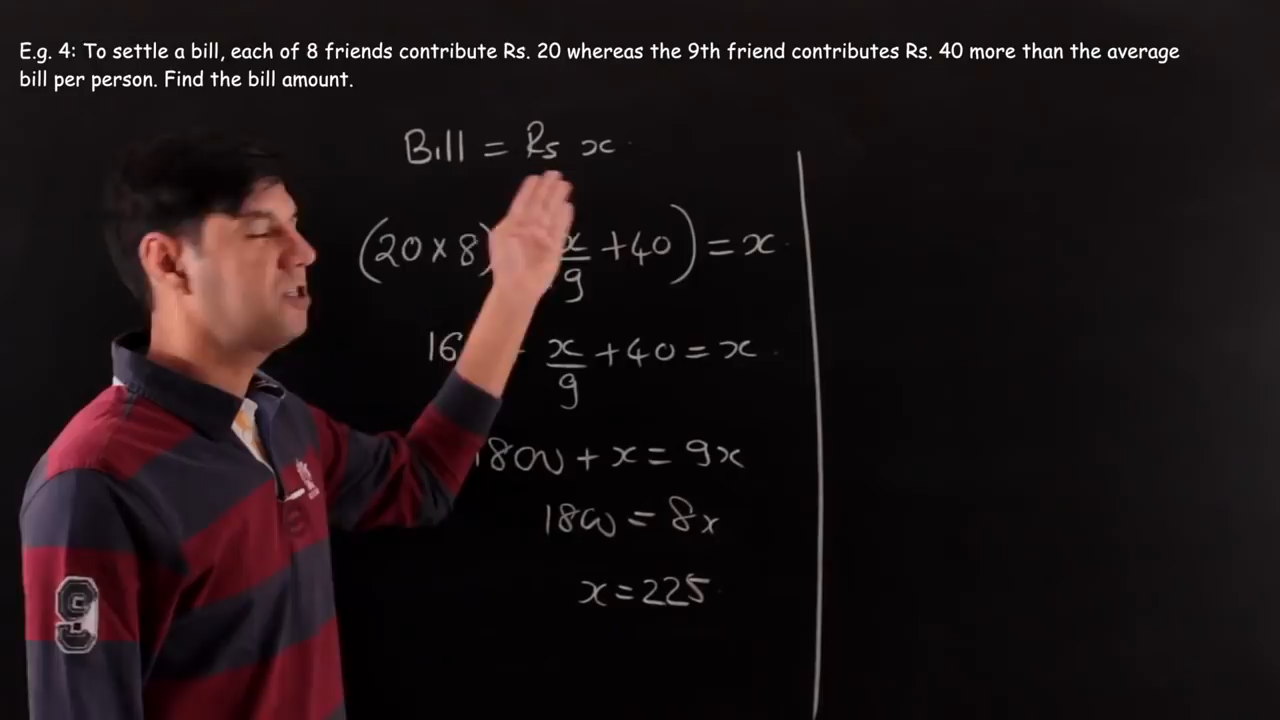 E.g. 4: To settle a bill, each of 8 friends contribute Rs. 20 whereas the 9th friend contributes Rs. 40 more than the average
bill per person. Find the bill amount.
Bill = Rs x
(20 × 8) x/9 + 40) = x
16 x/9 + 40 = x
1800 + x = 9x
1800 = 8x
x = 225
9